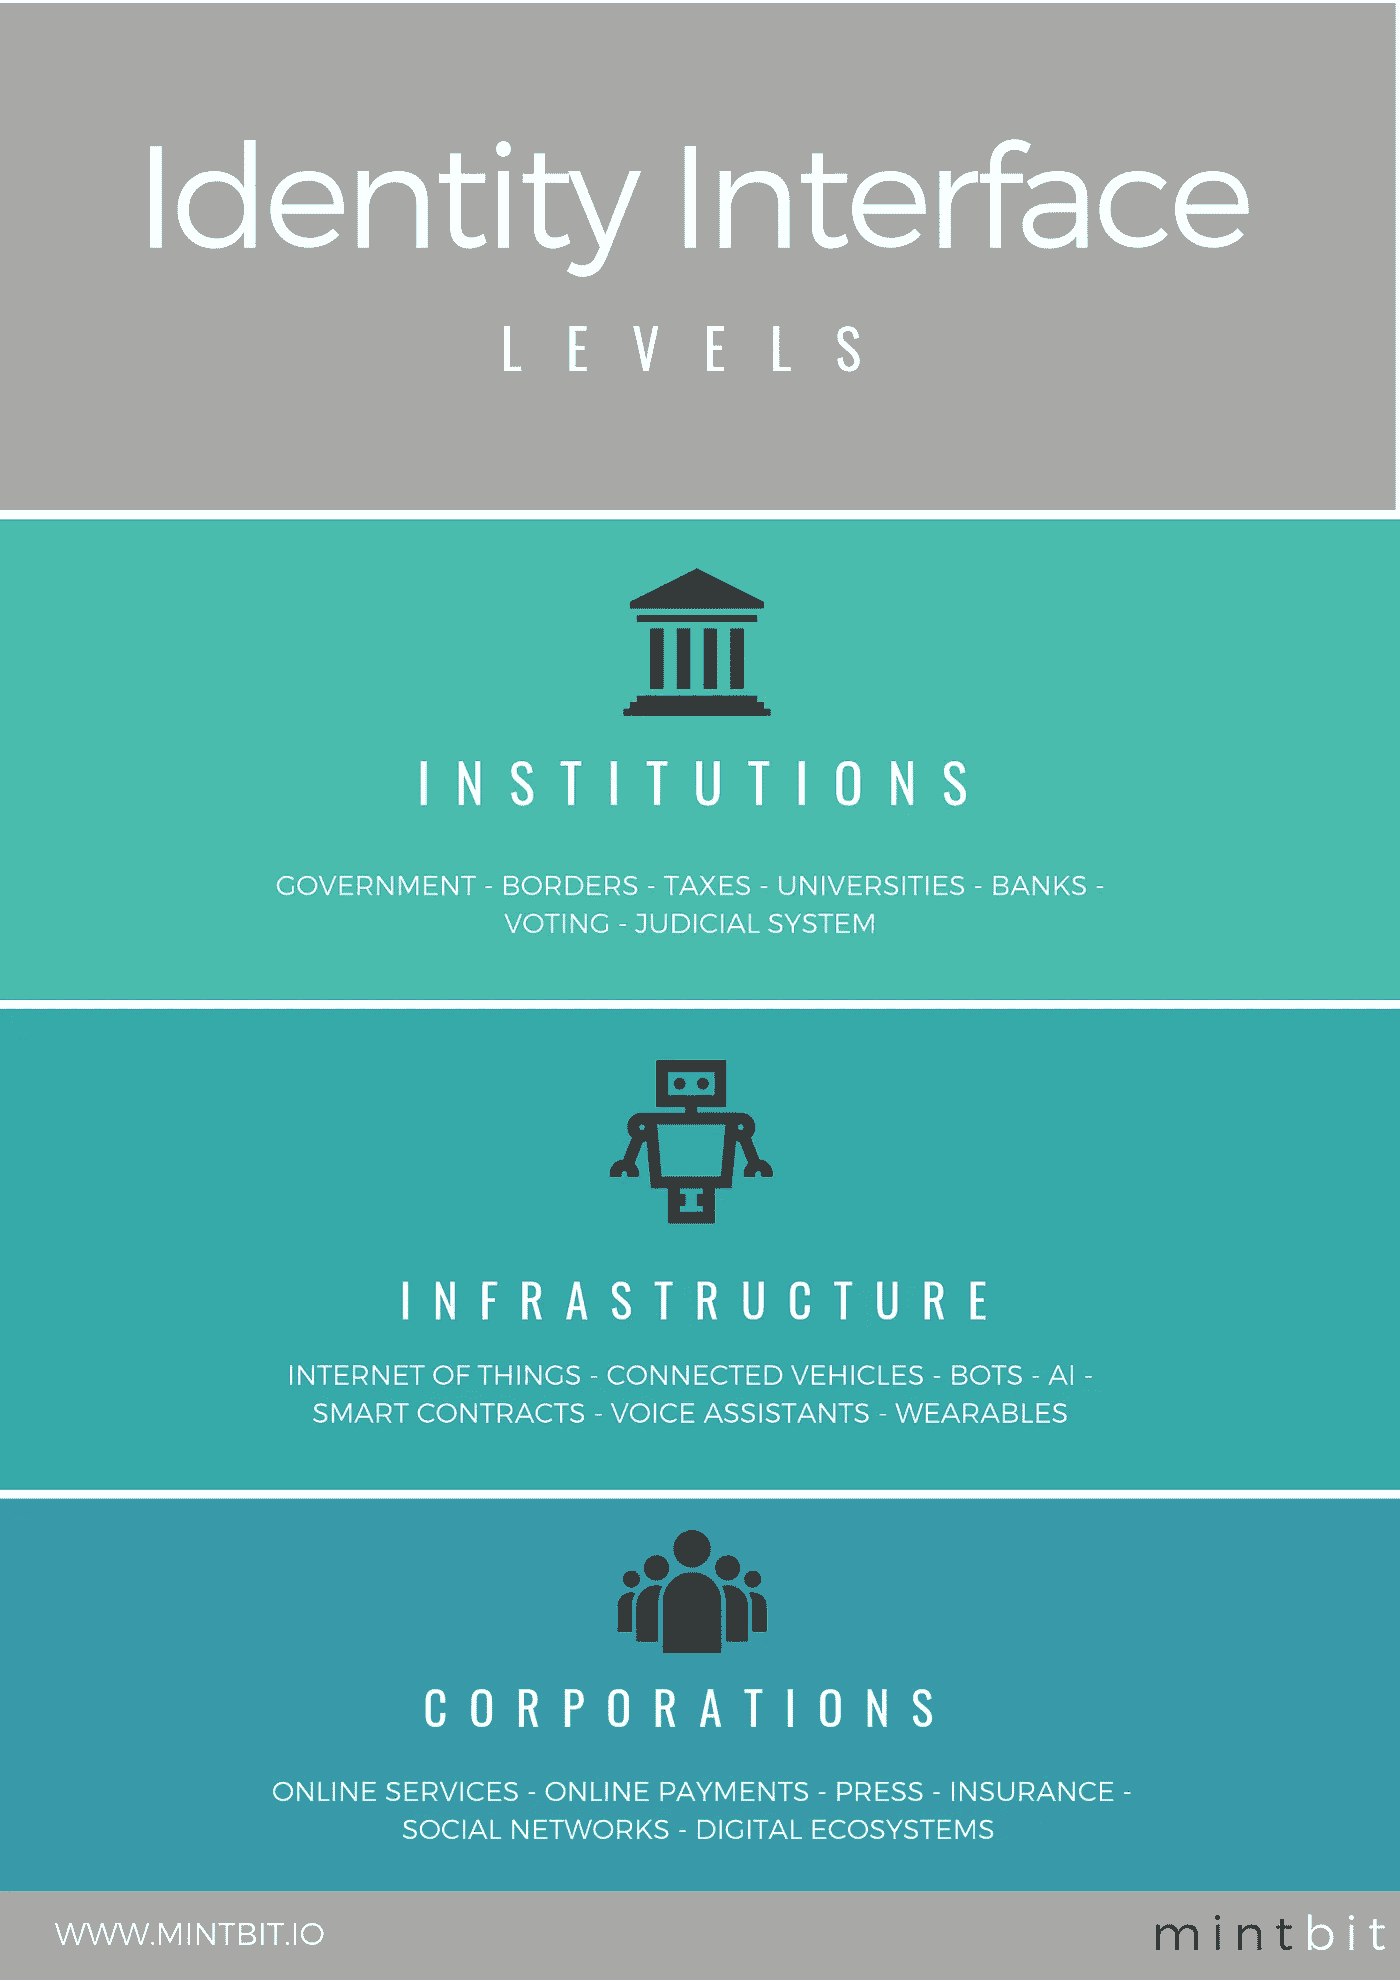 Identity Interface
LEVELS
INSTITUTIONS
GOVERNMENT - BORDERS - TAXES - UNIVERSITIES - BANKS -
VOTING - JUDICIAL SYSTEM
INFRASTRUCTURE
INTERNET OF THINGS - CONNECTED VEHICLES - BOTS - AI -
SMART CONTRACTS - VOICE ASSISTANTS - WEARABLES
CORPORATIONS
ONLINE SERVICES - ONLINE PAYMENTS - PRESS - INSURANCE -
SOCIAL NETWORKS - DIGITAL ECOSYSTEMS
WWW.MINTBIT.IO
mintbit